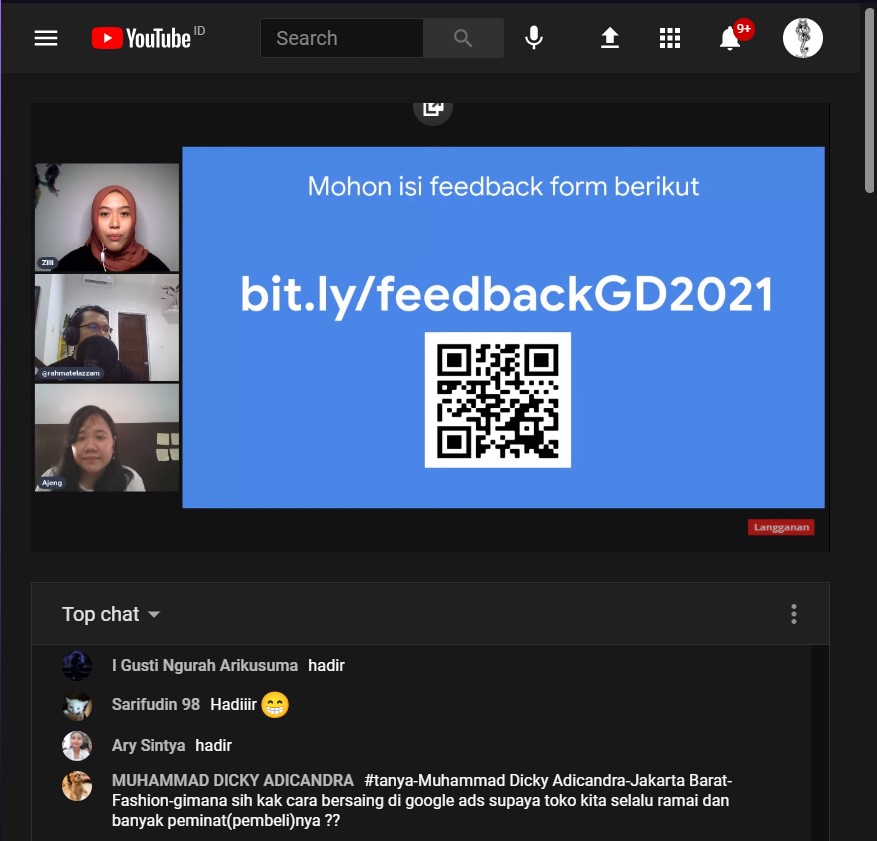 YouTube ID
Search
9+
Mohon isi feedback form berikut
bit.ly/feedbackGD2021
Zilli
@rahmatelazzam
Ajeng
Langganan
Top chat
I Gusti Ngurah Arikusuma hadir
Sarifudin 98 Hadiiir 😁
Ary Sintya hadir
MUHAMMAD DICKY ADICANDRA #tanya-Muhammad Dicky Adicandra-Jakarta Barat-
Fashion-gimana sih kak cara bersaing di google ads supaya toko kita selalu ramai dan
banyak peminat(pembeli)nya ??